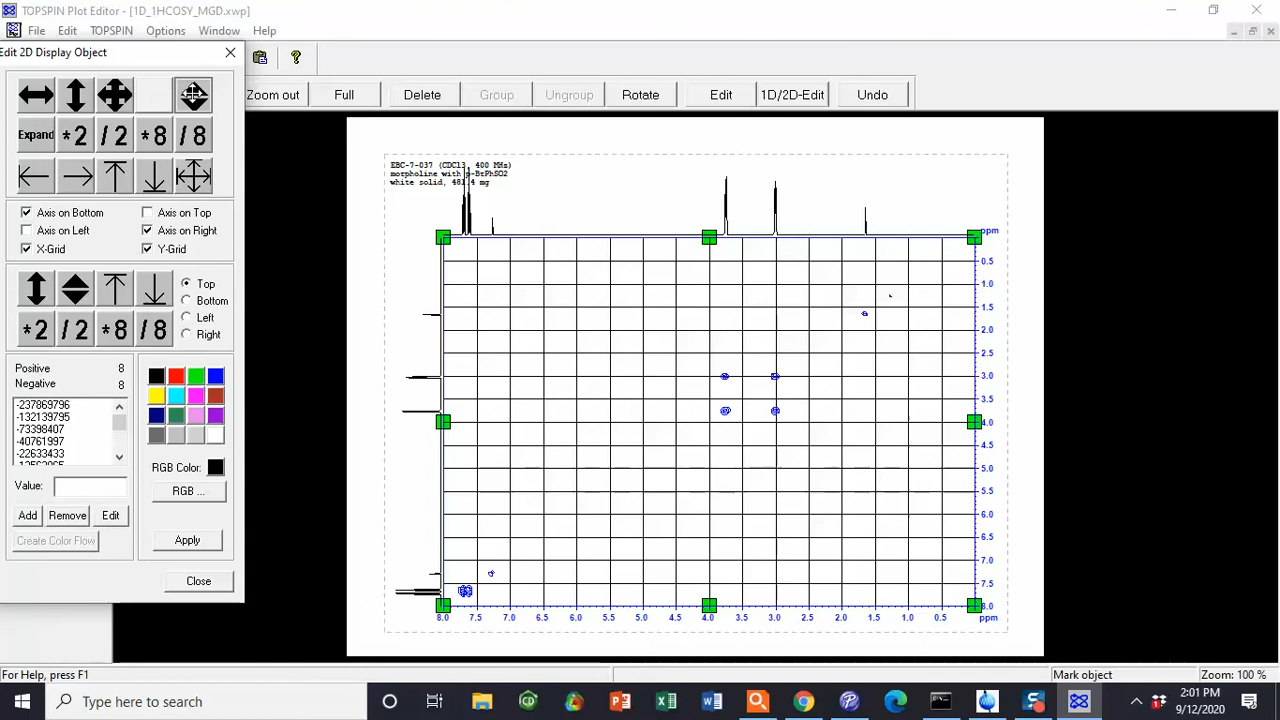 TOPSPIN Plot Editor - [1D_1HCOSY_MGD.xwp]
File Edit TOPSPIN Options Window Help
Edit 2D Display Object
Zoom out Full Delete Group Ungroup Rotate Edit 1D/2D-Edit Undo
Expand *2 /2 *8 /8
Axis on Bottom Axis on Top
Axis on Left Axis on Right
X-Grid Y-Grid
Top
Bottom
Left
Right
*2 /2 *8 /8
Positive 8
Negative 8
-237869796
-132139795
-73398407
-40761997
-22633433
RGB Color:
RGB ...
Value:
Add Remove Edit
Create Color Flow
Apply
Close
EBC-7-037 (CDCl3, 400 MHz)
morpholine with p-BtPhSO2
white solid, 481.4 mg
ppm
0.5
1.0
1.5
2.0
2.5
3.0
3.5
4.0
4.5
5.0
5.5
6.0
6.5
7.0
7.5
8.0
8.0 7.5 7.0 6.5 6.0 5.5 5.0 4.5 4.0 3.5 3.0 2.5 2.0 1.5 1.0 0.5 ppm
For Help, press F1 Mark object Zoom: 100 %
Type here to search
2:01 PM
9/12/2020